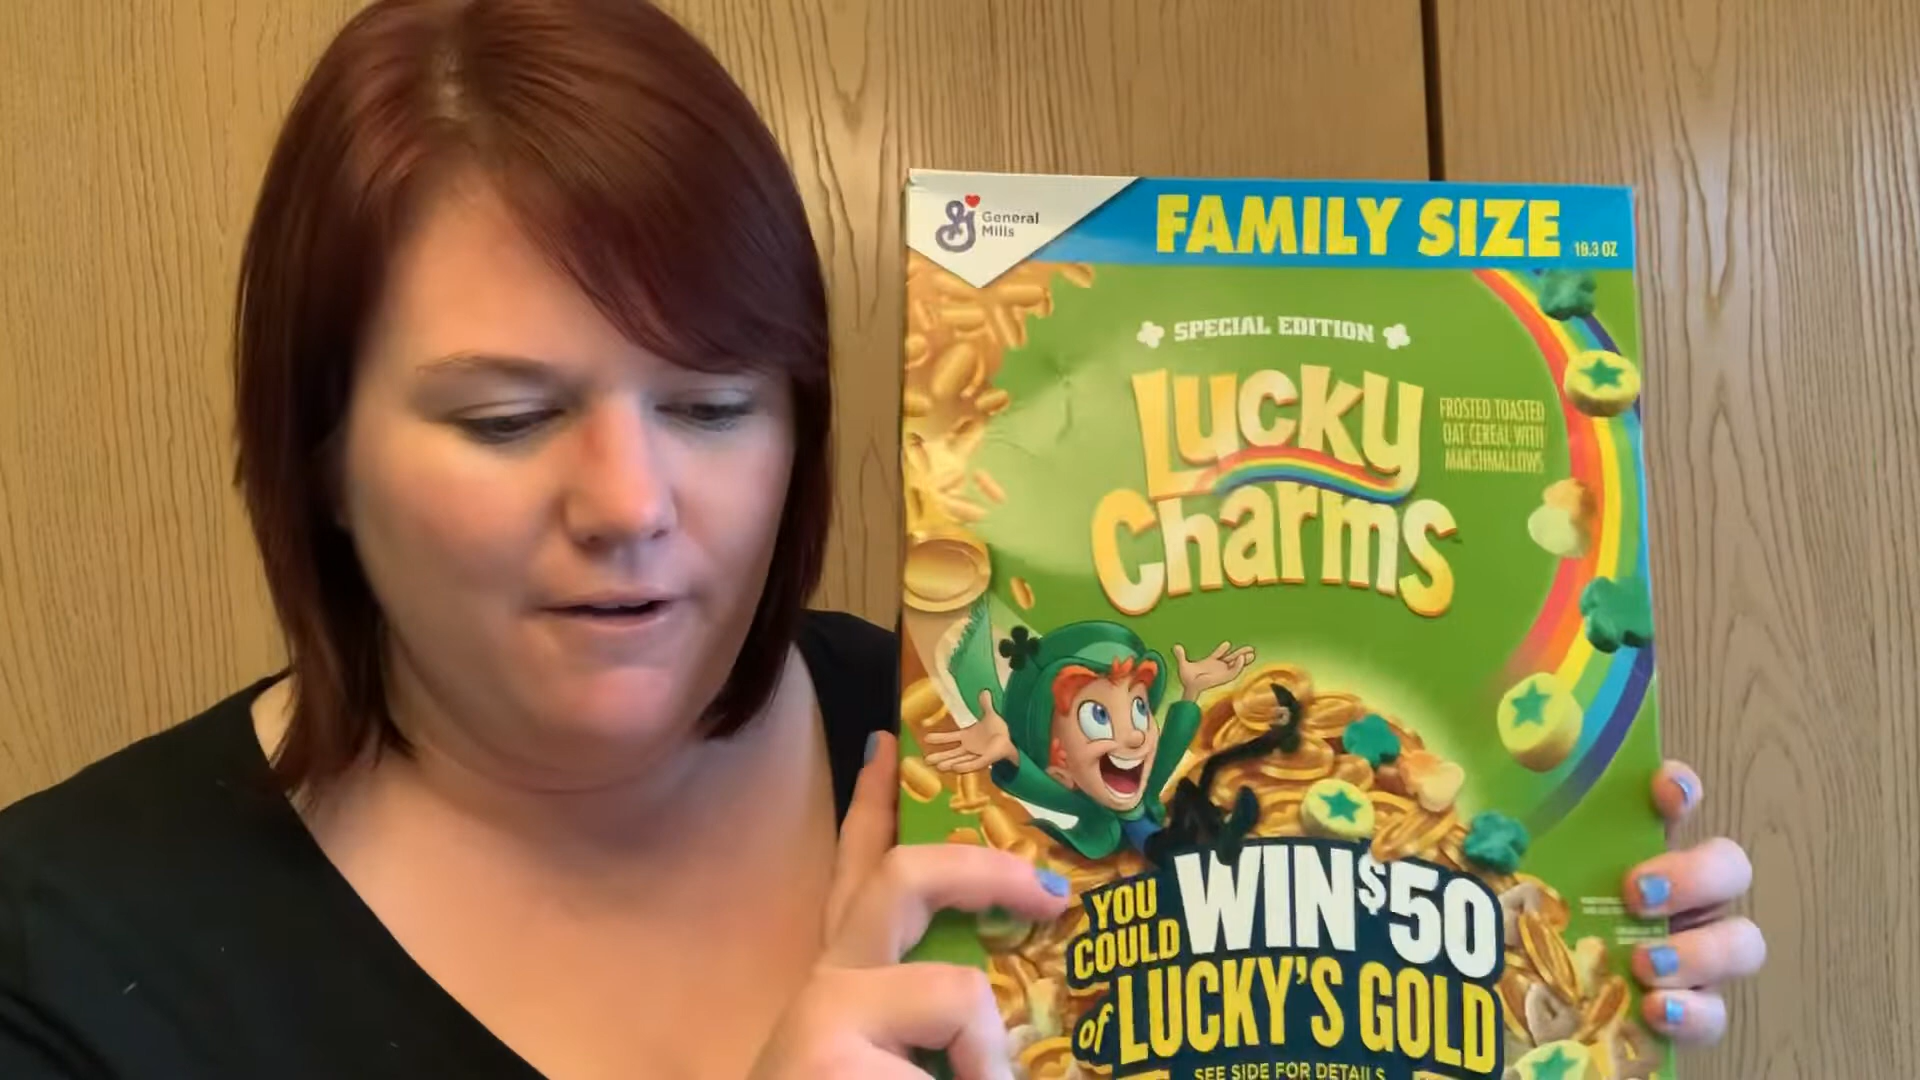 General
Mills
FAMILY SIZE
19.3 OZ
SPECIAL EDITION
LUCKY
CHARMS
FROSTED TOASTED
OAT CEREAL WITH
MARSHMALLOWS
YOU
COULD
WIN $50
of LUCKY'S GOLD
SEE SIDE FOR DETAILS